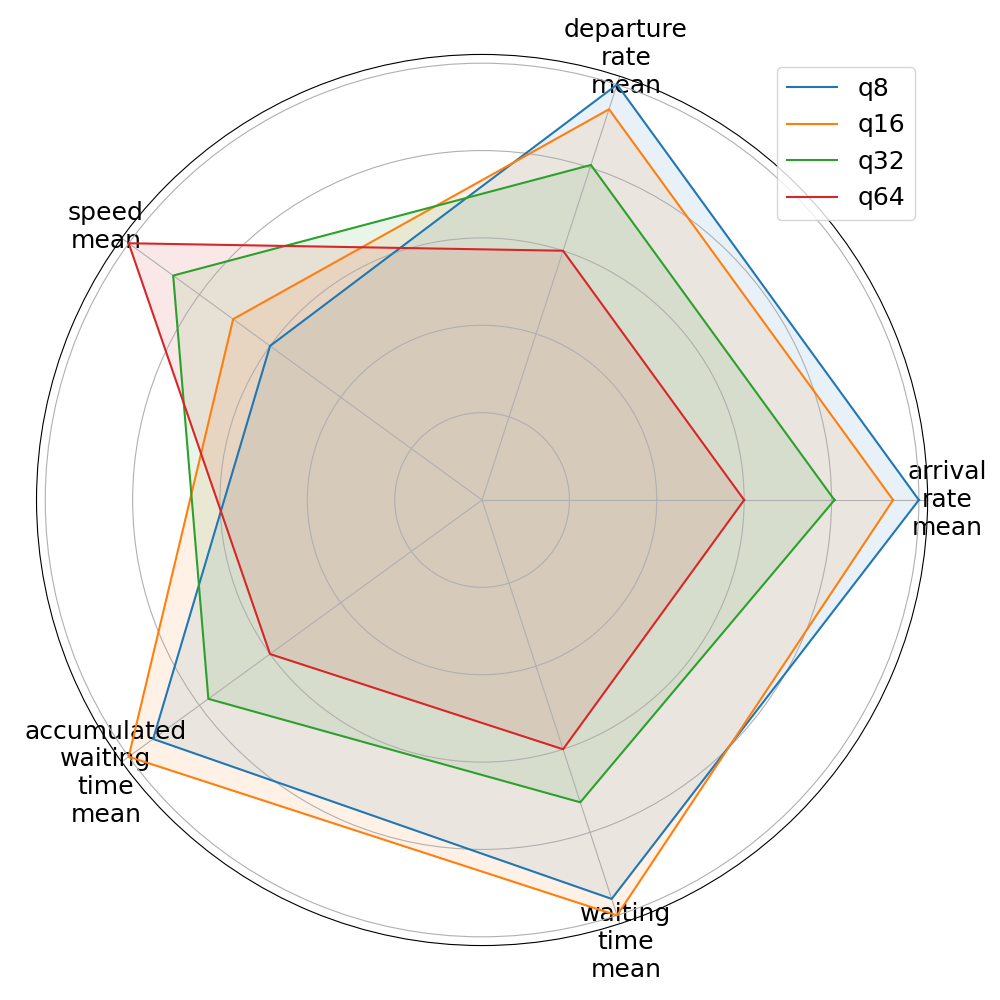 departure
rate
mean
q8
q16
q32
q64
speed
mean
arrival
rate
mean
accumulated
waiting
time
mean
waiting
time
mean